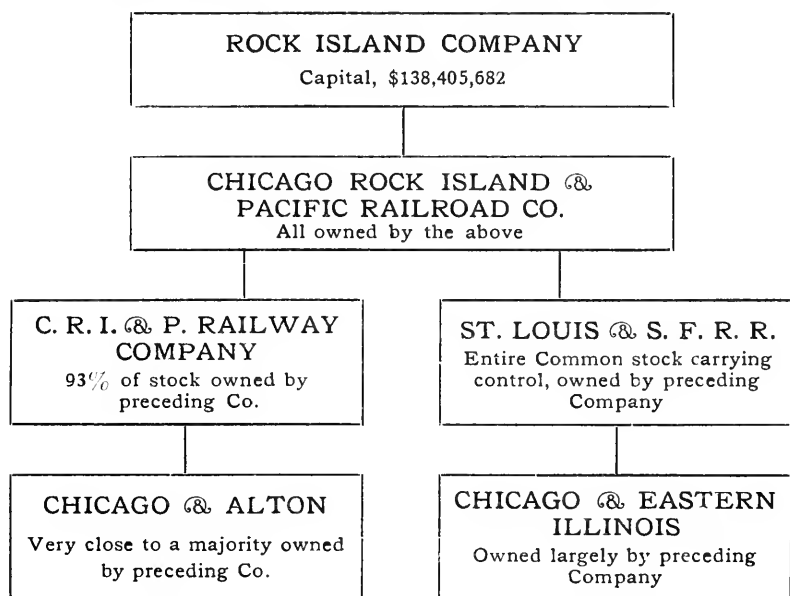 ROCK ISLAND COMPANY
Capital, $138,405,682
CHICAGO ROCK ISLAND &
PACIFIC RAILROAD CO.
All owned by the above
C. R. I. & P. RAILWAY
COMPANY
93% of stock owned by
preceding Co.
ST. LOUIS & S. F. R. R.
Entire Common stock carrying
control, owned by preceding
Company
CHICAGO & ALTON
Very close to a majority owned
by preceding Co.
CHICAGO & EASTERN
ILLINOIS
Owned largely by preceding
Company